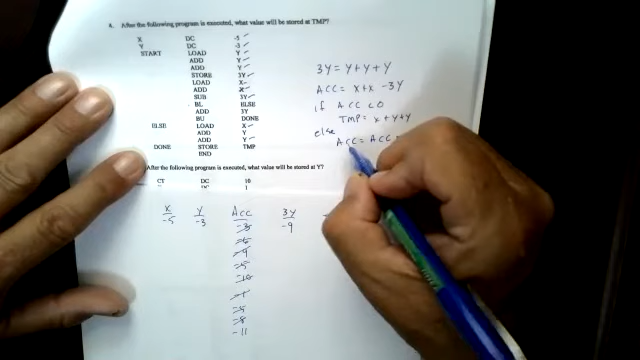 4. After the following program is executed, what value will be stored at TMP?
X DC -5
Y DC -3
START LOAD Y
ADD Y
ADD Y
STORE 3Y
LOAD X
ADD X
SUB 3Y
BL ELSE
ADD 3Y
BU DONE
ELSE LOAD X
ADD Y
ADD Y
DONE STORE TMP
END
3Y = Y+Y+Y
ACC = X+X -3Y
if ACC <0
TMP = X+Y+Y
else
ACC = ACC
After the following program is executed, what value will be stored at Y?
CT DC 10
X Y ACC 3Y
-5 -3 -3 -9
-6
-9
-5
-10
-1
-5
-8
-11